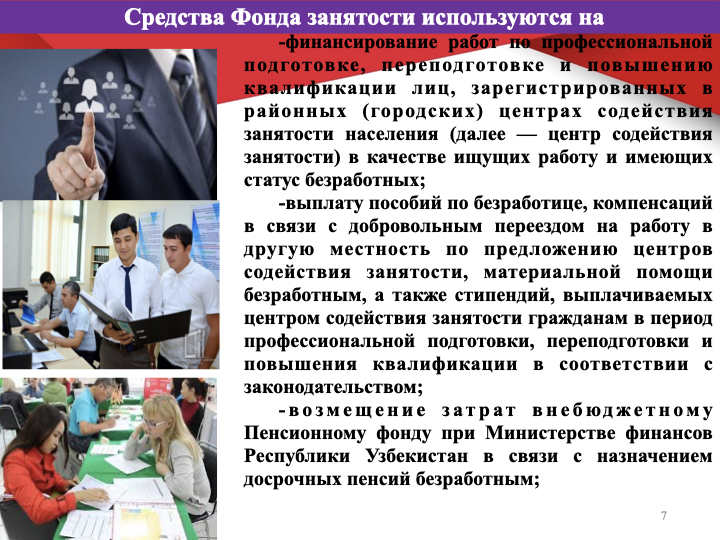 Средства Фонда занятости используются на
-финансирование работ по профессиональной
подготовке, переподготовке и повышению
квалификации лиц, зарегистрированных в
районных (городских) центрах содействия
занятости населения (далее — центр содействия
занятости) в качестве ищущих работу и имеющих
статус безработных;
-выплату пособий по безработице, компенсаций
в связи с добровольным переездом на работу в
другую местность по предложению центров
содействия занятости, материальной помощи
безработным, а также стипендий, выплачиваемых
центром содействия занятости гражданам в период
профессиональной подготовки, переподготовки и
повышения квалификации в соответствии с
законодательством;
-возмещение затрат внебюджетному
Пенсионному фонду при Министерстве финансов
Республики Узбекистан в связи с назначением
досрочных пенсий безработным;
7